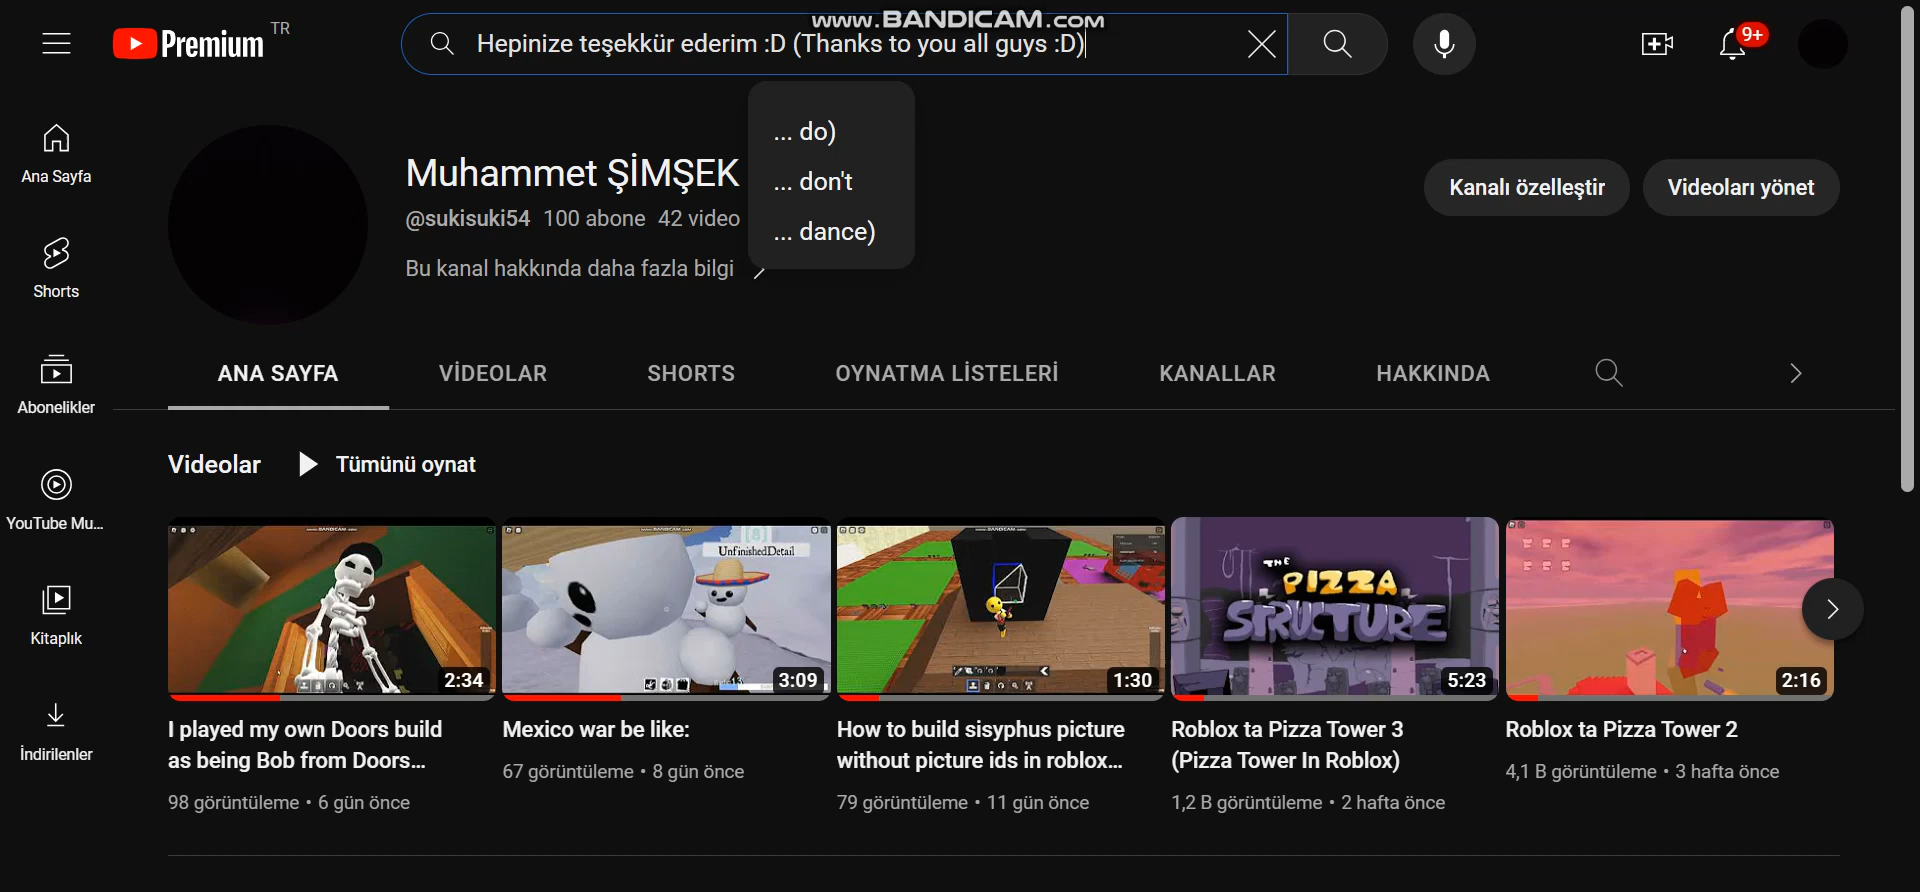 www.BANDICAM.com
Premium TR
Hepinize teşekkür ederim :D (Thanks to you all guys :D)
9+
... do)
... don't
... dance)
Ana Sayfa
Shorts
Abonelikler
YouTube Mu...
Kitaplık
İndirilenler
Muhammet ŞİMŞEK
@sukisuki54 100 abone 42 video
Bu kanal hakkında daha fazla bilgi
Kanalı özelleştir
Videoları yönet
ANA SAYFA
VİDEOLAR
SHORTS
OYNATMA LİSTELERİ
KANALLAR
HAKKINDA
Videolar
Tümünü oynat
2:34
I played my own Doors build
as being Bob from Doors...
98 görüntüleme • 6 gün önce
UnfinishedDetail
3:09
Mexico war be like:
67 görüntüleme • 8 gün önce
1:30
How to build sisyphus picture
without picture ids in roblox...
79 görüntüleme • 11 gün önce
THE
PIZZA
STRUCTURE
5:23
Roblox ta Pizza Tower 3
(Pizza Tower In Roblox)
1,2 B görüntüleme • 2 hafta önce
2:16
Roblox ta Pizza Tower 2
4,1 B görüntüleme • 3 hafta önce